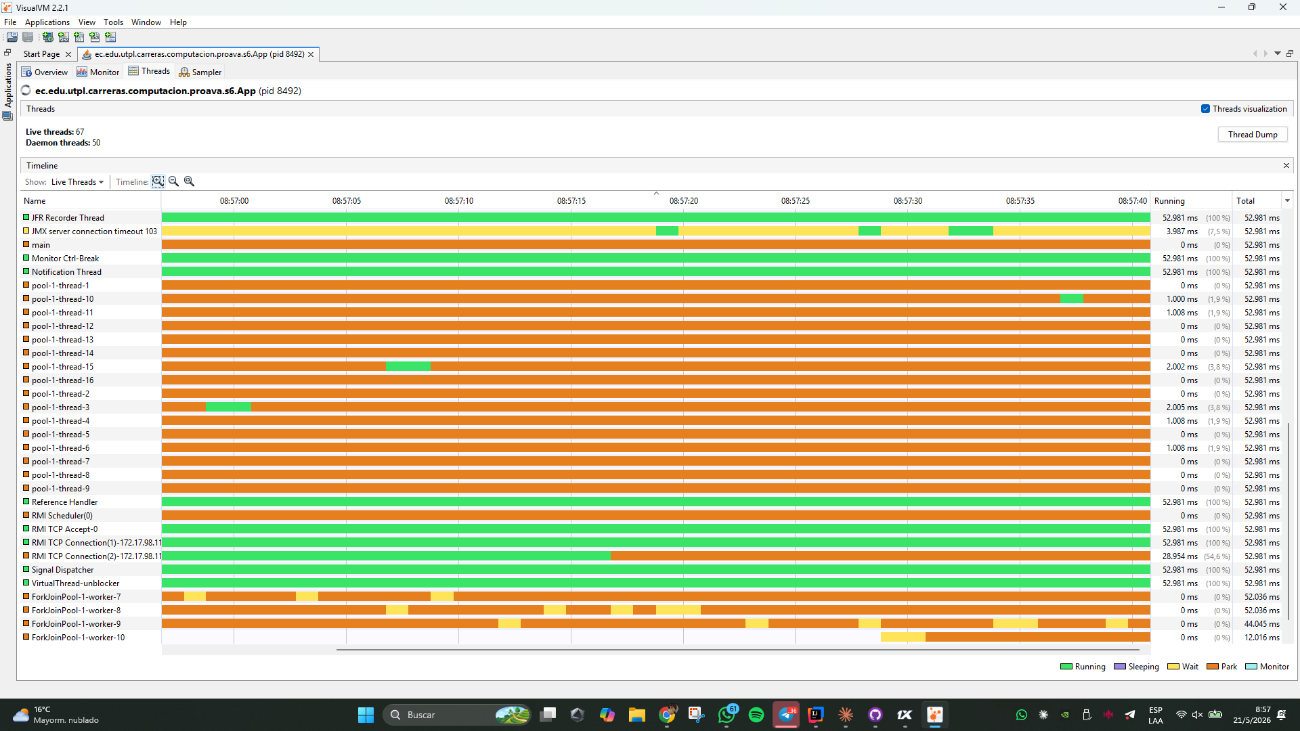 VisualVM 2.2.1
File Applications View Tools Window Help
Start Page ec.edu.utpl.carreras.computacion.proava.s6.App (pid 8492)
Applications
Overview Monitor Threads Sampler
ec.edu.utpl.carreras.computacion.proava.s6.App (pid 8492)
Threads Threads visualization
Live threads: 67
Daemon threads: 50
Thread Dump
Timeline
Show: Live Threads Timeline:
Name 08:57:00 08:57:05 08:57:10 08:57:15 08:57:20 08:57:25 08:57:30 08:57:35 08:57:40 Running Total
JFR Recorder Thread 52.981 ms (100 %) 52.981 ms
JMX server connection timeout 103 3.987 ms (7,5 %) 52.981 ms
main 0 ms (0 %) 52.981 ms
Monitor Ctrl-Break 52.981 ms (100 %) 52.981 ms
Notification Thread 52.981 ms (100 %) 52.981 ms
pool-1-thread-1 0 ms (0 %) 52.981 ms
pool-1-thread-10 1.000 ms (1,9 %) 52.981 ms
pool-1-thread-11 1.008 ms (1,9 %) 52.981 ms
pool-1-thread-12 0 ms (0 %) 52.981 ms
pool-1-thread-13 0 ms (0 %) 52.981 ms
pool-1-thread-14 0 ms (0 %) 52.981 ms
pool-1-thread-15 2.002 ms (3,8 %) 52.981 ms
pool-1-thread-16 0 ms (0 %) 52.981 ms
pool-1-thread-2 0 ms (0 %) 52.981 ms
pool-1-thread-3 2.005 ms (3,8 %) 52.981 ms
pool-1-thread-4 1.008 ms (1,9 %) 52.981 ms
pool-1-thread-5 0 ms (0 %) 52.981 ms
pool-1-thread-6 1.008 ms (1,9 %) 52.981 ms
pool-1-thread-7 0 ms (0 %) 52.981 ms
pool-1-thread-8 0 ms (0 %) 52.981 ms
pool-1-thread-9 0 ms (0 %) 52.981 ms
Reference Handler 52.981 ms (100 %) 52.981 ms
RMI Scheduler(0) 0 ms (0 %) 52.981 ms
RMI TCP Accept-0 52.981 ms (100 %) 52.981 ms
RMI TCP Connection(1)-172.17.98.11 52.981 ms (100 %) 52.981 ms
RMI TCP Connection(2)-172.17.98.11 28.954 ms (54,6 %) 52.981 ms
Signal Dispatcher 52.981 ms (100 %) 52.981 ms
VirtualThread-unblocker 52.981 ms (100 %) 52.981 ms
ForkJoinPool-1-worker-7 0 ms (0 %) 52.036 ms
ForkJoinPool-1-worker-8 0 ms (0 %) 52.036 ms
ForkJoinPool-1-worker-9 0 ms (0 %) 44.045 ms
ForkJoinPool-1-worker-10 0 ms (0 %) 12.016 ms
Running Sleeping Wait Park Monitor
16°C
Mayorm. nublado
Buscar
61
ESP
LAA
8:57
21/5/2026